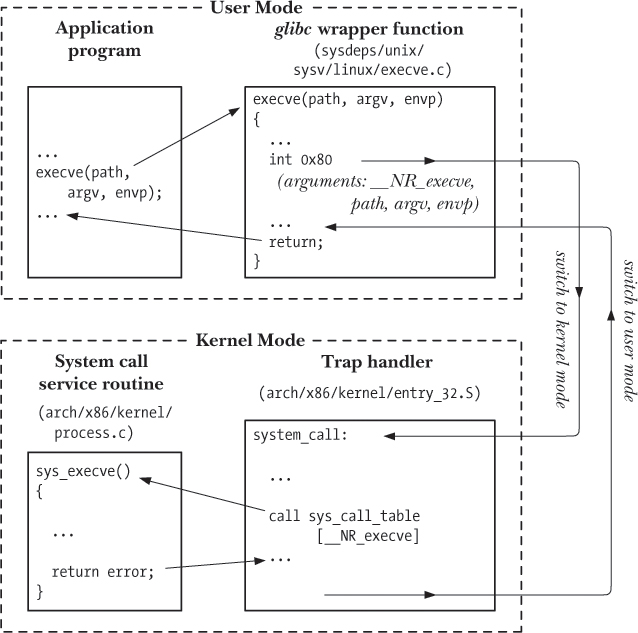 User Mode
Application
program
glibc wrapper function
(sysdeps/unix/
sysv/linux/execve.c)
...
execve(path,
argv, envp);
...
execve(path, argv, envp)
{
...
int 0x80
(arguments: __NR_execve,
path, argv, envp)
...
return;
}
switch to kernel mode
switch to user mode
Kernel Mode
System call
service routine
(arch/x86/kernel/
process.c)
Trap handler
(arch/x86/kernel/entry_32.S)
sys_execve()
{
...
return error;
}
system_call:
...
call sys_call_table
[__NR_execve]
...